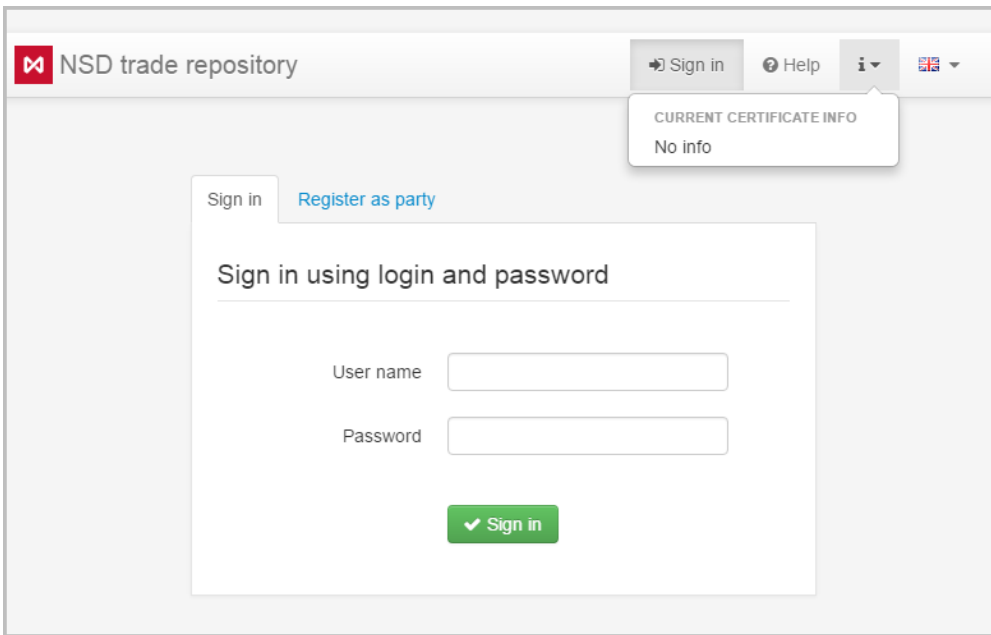 NSD trade repository
Sign in
Help
i
CURRENT CERTIFICATE INFO
No info
Sign in
Register as party
Sign in using login and password
User name
Password
Sign in